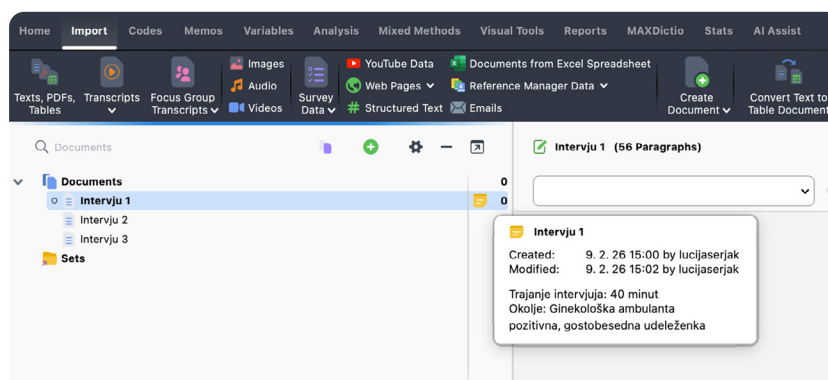 Home Import Codes Memos Variables Analysis Mixed Methods Visual Tools Reports MAXDictio Stats AI Assist
Texts, PDFs, Tables
Transcripts
Focus Group Transcripts
Images
Audio
Videos
Survey Data
YouTube Data
Web Pages
Structured Text
Documents from Excel Spreadsheet
Reference Manager Data
Emails
Create Document
Convert Text to Table Document
Documents
Intervju 1 (56 Paragraphs)
Documents 0
Intervju 1 0
Intervju 2
Intervju 3
Sets
Intervju 1
Created: 9. 2. 26 15:00 by lucijaserjak
Modified: 9. 2. 26 15:02 by lucijaserjak
Trajanje intervjuja: 40 minut
Okolje: Ginekološka ambulanta
pozitivna, gostobesedna udeleženka